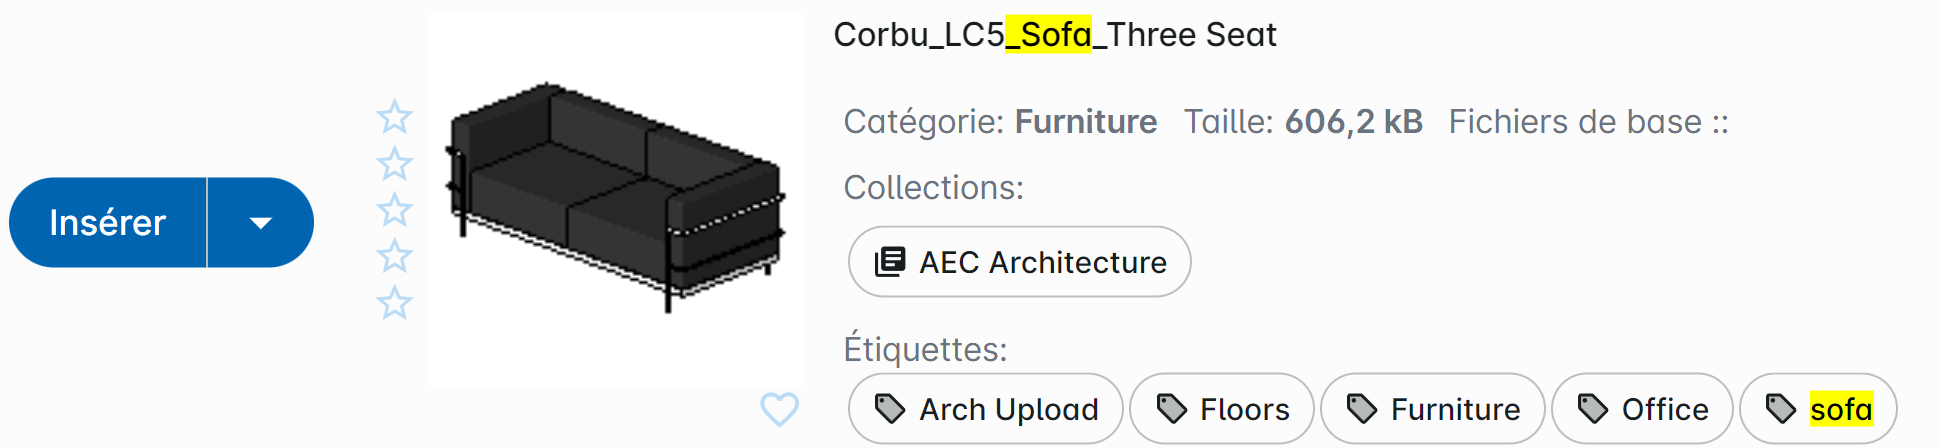 Corbu_LC5_Sofa_Three Seat
Catégorie: Furniture Taille: 606,2 kB Fichiers de base ::
Collections:
Insérer
AEC Architecture
Étiquettes:
Arch Upload Floors Furniture Office sofa